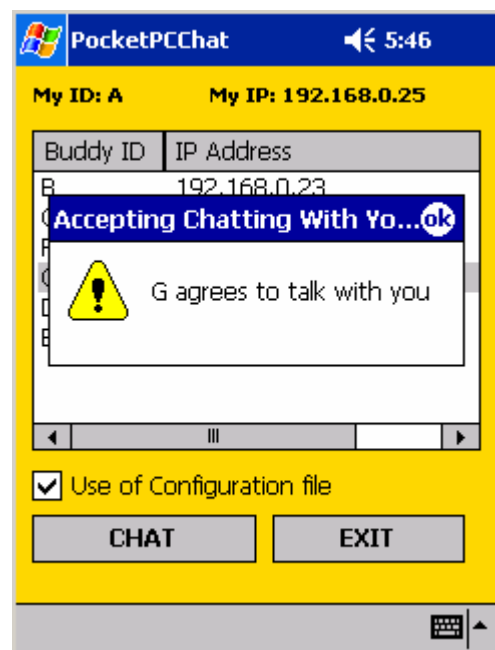 PocketPCChat 5:46
My ID: A My IP: 192.168.0.25
Buddy ID IP Address
B 192.168.0.23
Accepting Chatting With Yo... ok
G agrees to talk with you
Use of Configuration file
CHAT EXIT